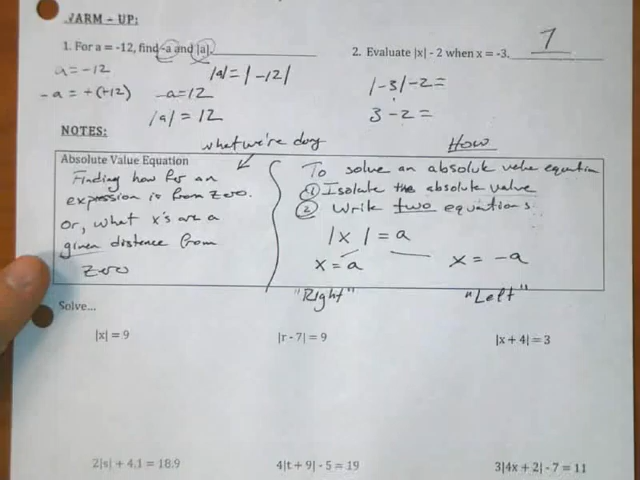 WARM – UP:
1. For a = -12, find -a and |a|.
2. Evaluate |x| - 2 when x = -3.
a = -12
|a| = |-12|
|-3|-2=
-a=12
3 -2 =
|a| = 12
NOTES:
what we're doing
How
Absolute Value Equation
Finding how far an
expression is from zero.
or, what x's are a
given distance from
zero
To solve an absolute value equation
① Isolate the absolute value
② Write two equations
|x| = a
x = a
x = -a
"Right"
"Left"
Solve...
|x| = 9
|r - 7| = 9
|x + 4| = 3
2|s| + 4.1 = 18.9
4|t + 9| - 5 = 19
3|4x + 2| - 7 = 11